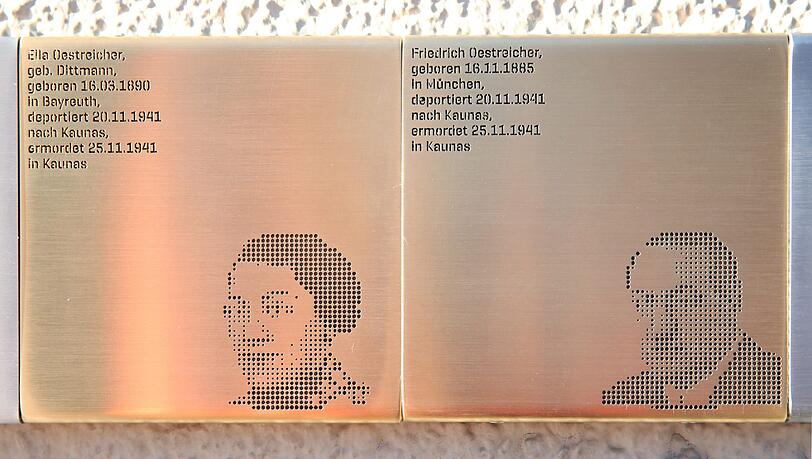 Ella Oestreicher,
geb. Dittmann,
geboren 16.03.1890
in Bayreuth,
deportiert 20.11.1941
nach Kaunas,
ermordet 25.11.1941
in Kaunas
Friedrich Oestreicher,
geboren 16.11.1885
in München,
deportiert 20.11.1941
nach Kaunas,
ermordet 25.11.1941
in Kaunas